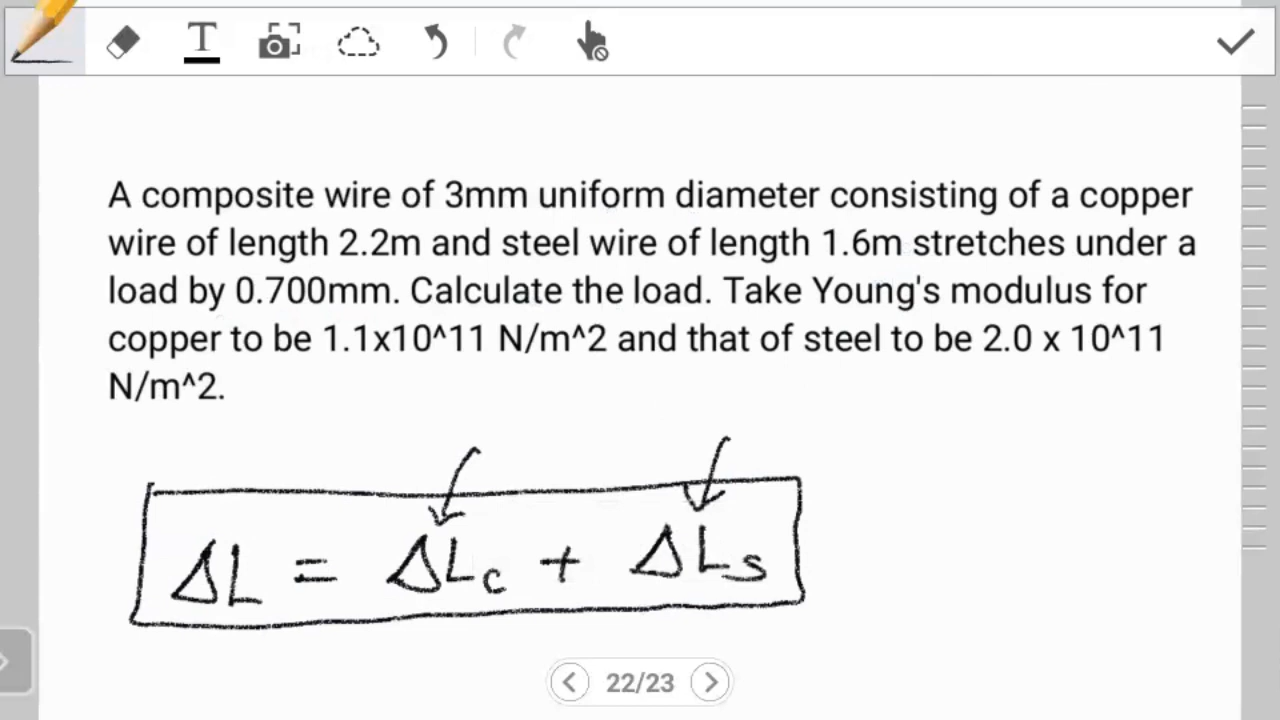 T
A composite wire of 3mm uniform diameter consisting of a copper
wire of length 2.2m and steel wire of length 1.6m stretches under a
load by 0.700mm. Calculate the load. Take Young's modulus for
copper to be 1.1x10^11 N/m^2 and that of steel to be 2.0 x 10^11
N/m^2.
ΔL = ΔLc + ΔLs
22/23